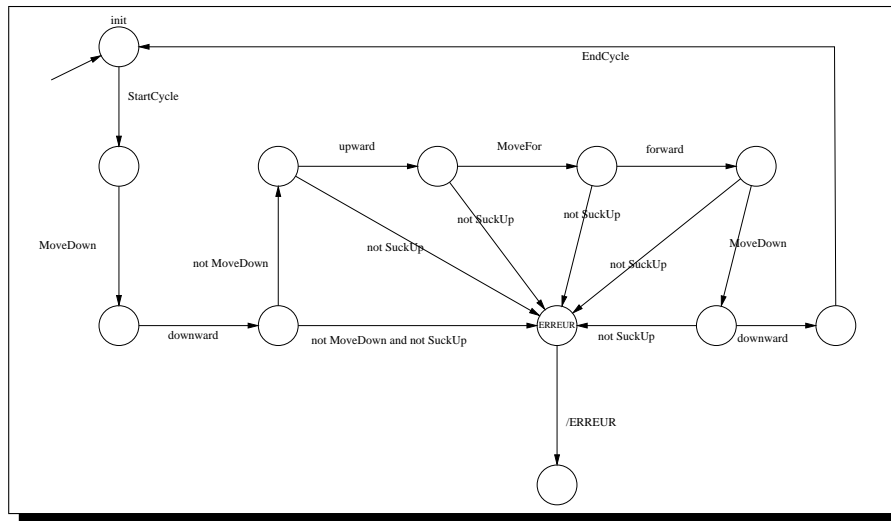 init
EndCycle
StartCycle
upward
MoveFor
forward
not SuckUp
not SuckUp
MoveDown
not SuckUp
MoveDown
not MoveDown
not SuckUp
ERREUR
downward
not MoveDown and not SuckUp
not SuckUp
downward
/ERREUR